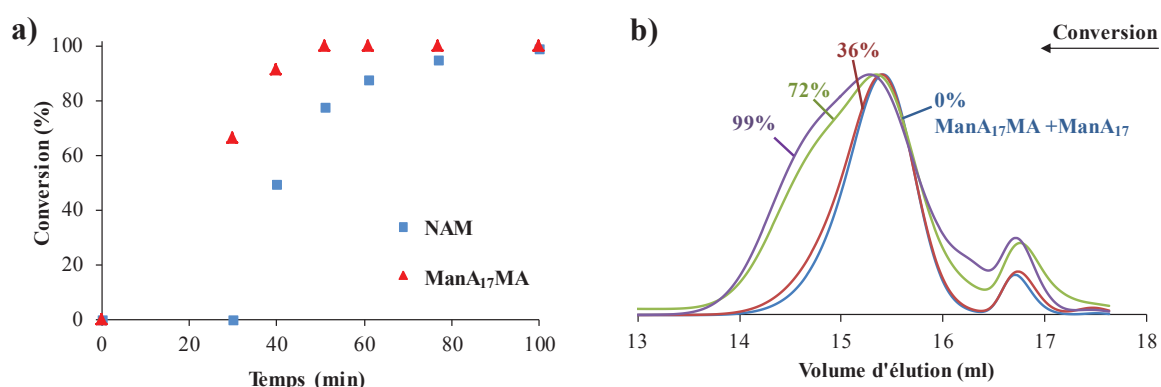 a)
100
80
60
40
20
0
Conversion (%)
0 20 40 60 80 100
Temps (min)
NAM
ManA₁₇MA
b)
Conversion
36%
72%
99%
0%
ManA₁₇MA +ManA₁₇
13 14 15 16 17 18
Volume d'élution (ml)